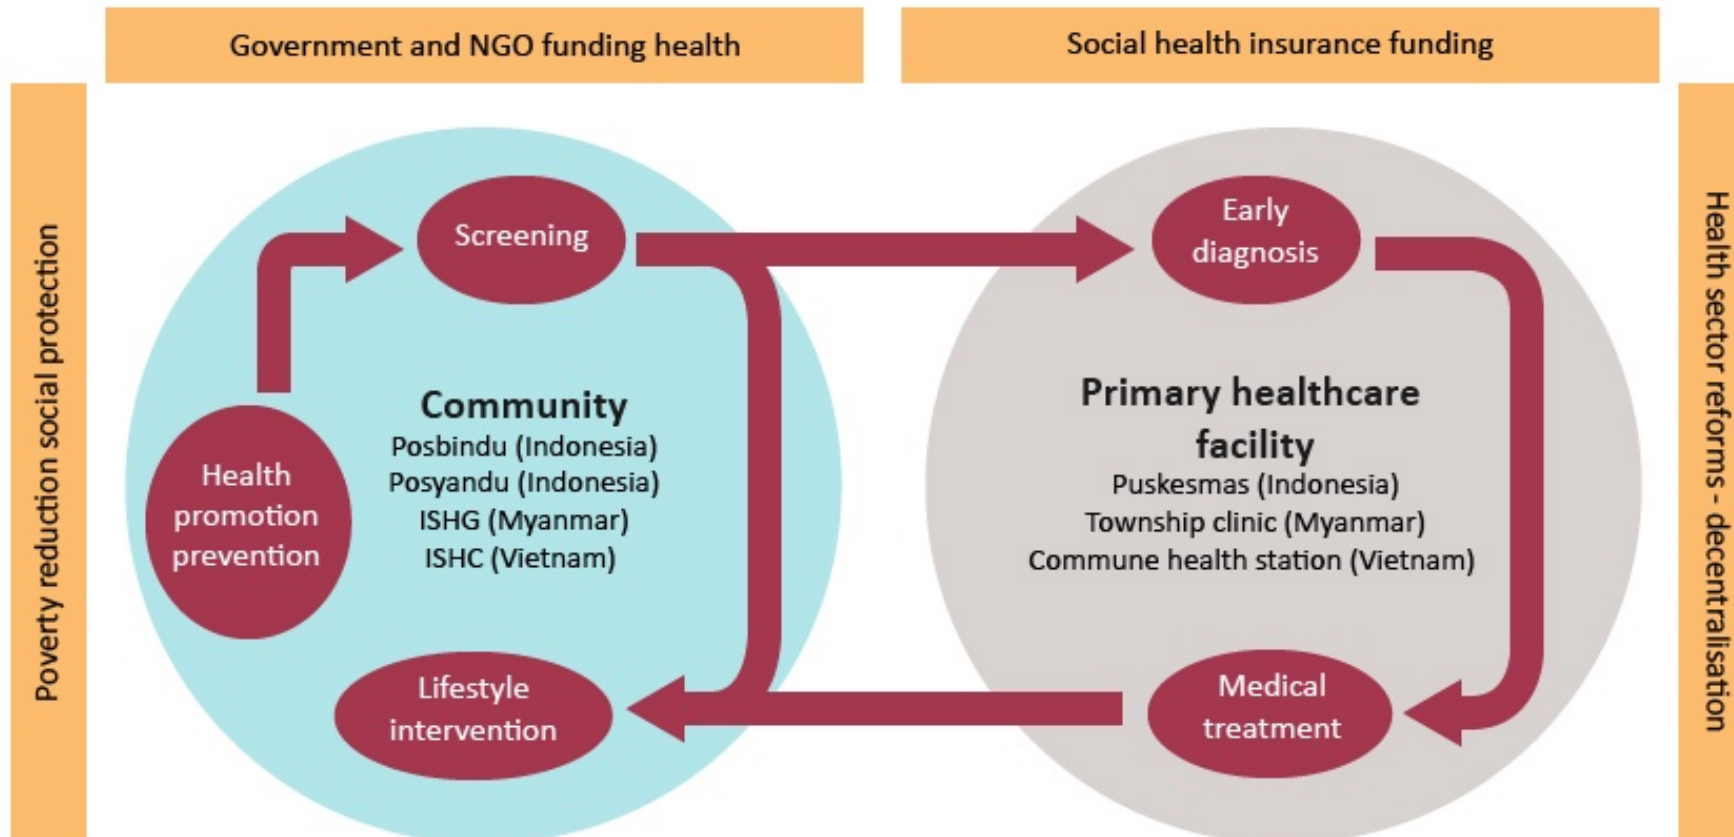 Government and NGO funding health
Social health insurance funding
Poverty reduction social protection
Screening
Health
promotion
prevention
Community
Posbindu (Indonesia)
Posyandu (Indonesia)
ISHG (Myanmar)
ISHC (Vietnam)
Lifestyle
intervention
Early
diagnosis
Primary healthcare
facility
Puskesmas (Indonesia)
Township clinic (Myanmar)
Commune health station (Vietnam)
Medical
treatment
Health sector reforms - decentralisation